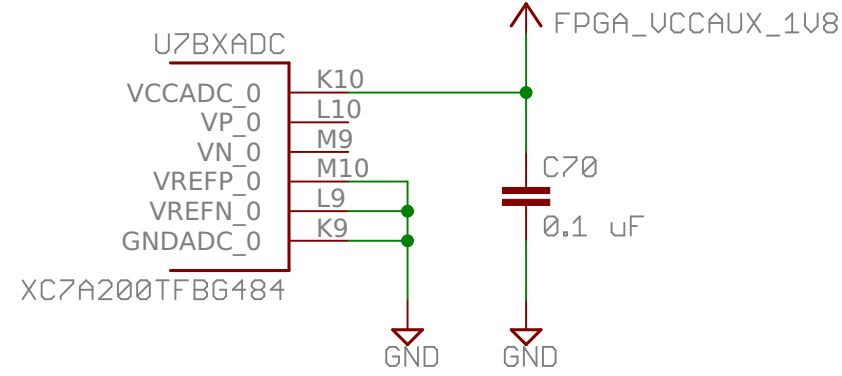 FPGA_VCCAUX_1V8
U7BXADC
VCCADC_0 K10
VP_0 L10
VN_0 M9
VREFP_0 M10
VREFN_0 L9
GNDADC_0 K9
C70
0.1 uF
XC7A200TFBG484
GND GND